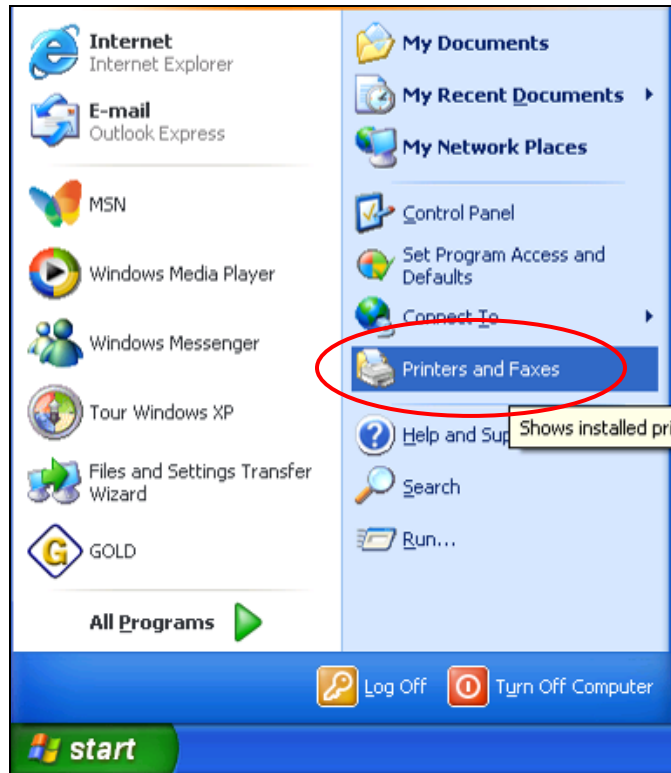 Internet
Internet Explorer
E-mail
Outlook Express
MSN
Windows Media Player
Windows Messenger
Tour Windows XP
Files and Settings Transfer
Wizard
G
GOLD
All Programs
My Documents
My Recent Documents
My Network Places
Control Panel
Set Program Access and
Defaults
Connect To
Printers and Faxes
Shows installed pri
Help and Sup
Search
Run...
Log Off
Turn Off Computer
start